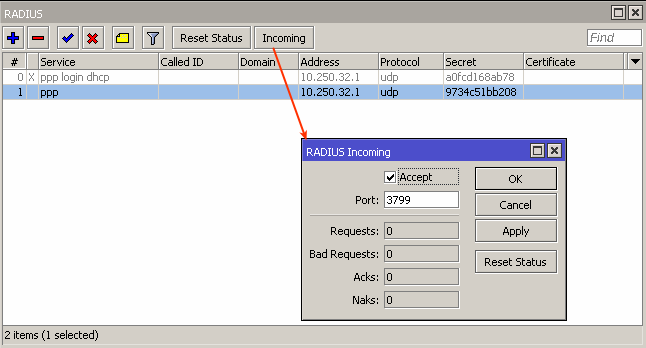 RADIUS
Reset Status Incoming Find
# Service Called ID Domain Address Protocol Secret Certificate
0 X ppp login dhcp 10.250.32.1 udp a0fcd168ab78
1 ppp 10.250.32.1 udp 9734c51bb208
RADIUS Incoming
Accept OK
Port: 3799 Cancel
Requests: 0 Apply
Bad Requests: 0
Acks: 0 Reset Status
Naks: 0
2 items (1 selected)